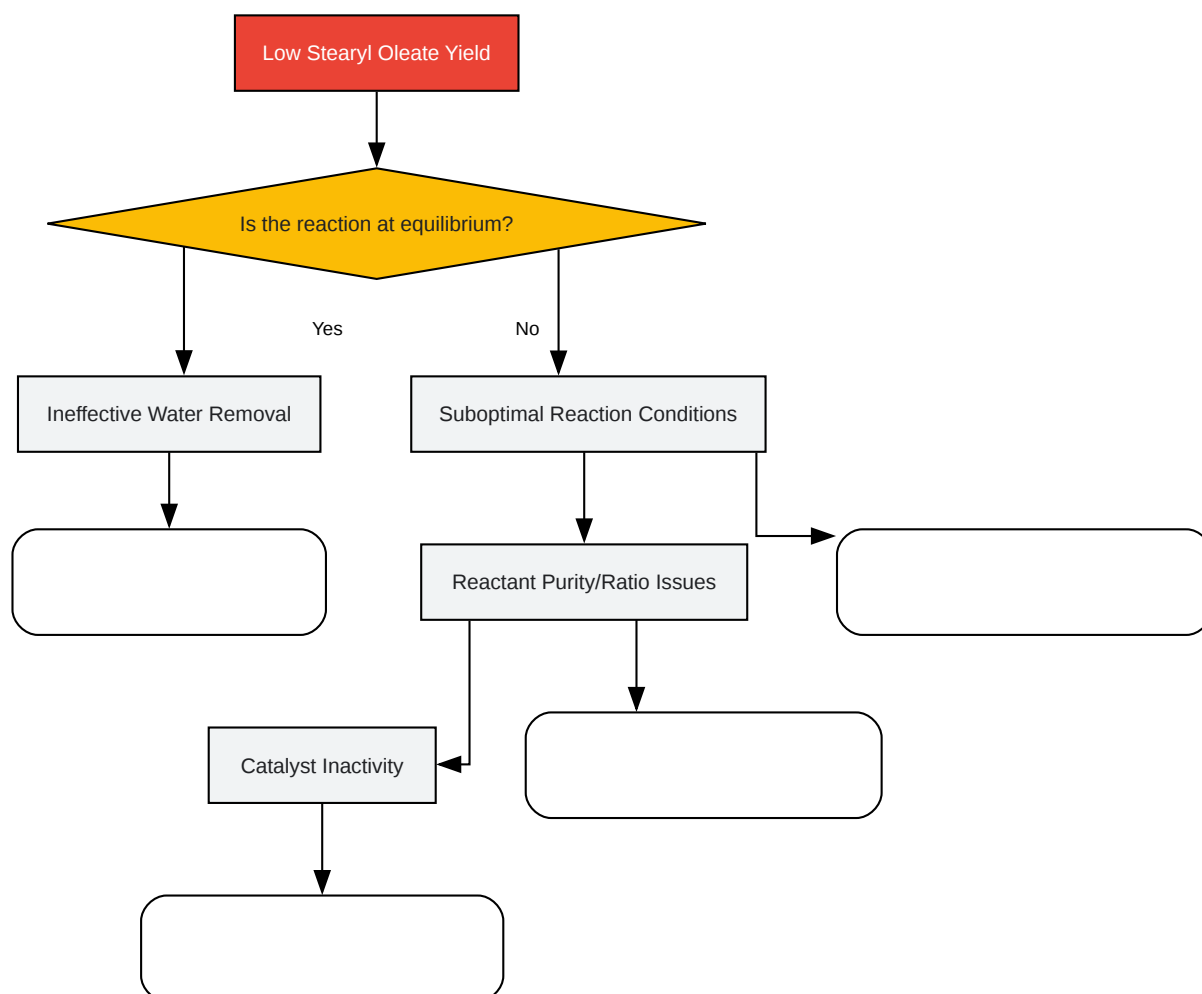 Low Stearyl Oleate Yield
Is the reaction at equilibrium?
Yes
No
Ineffective Water Removal
Suboptimal Reaction Conditions
Reactant Purity/Ratio Issues
Catalyst Inactivity